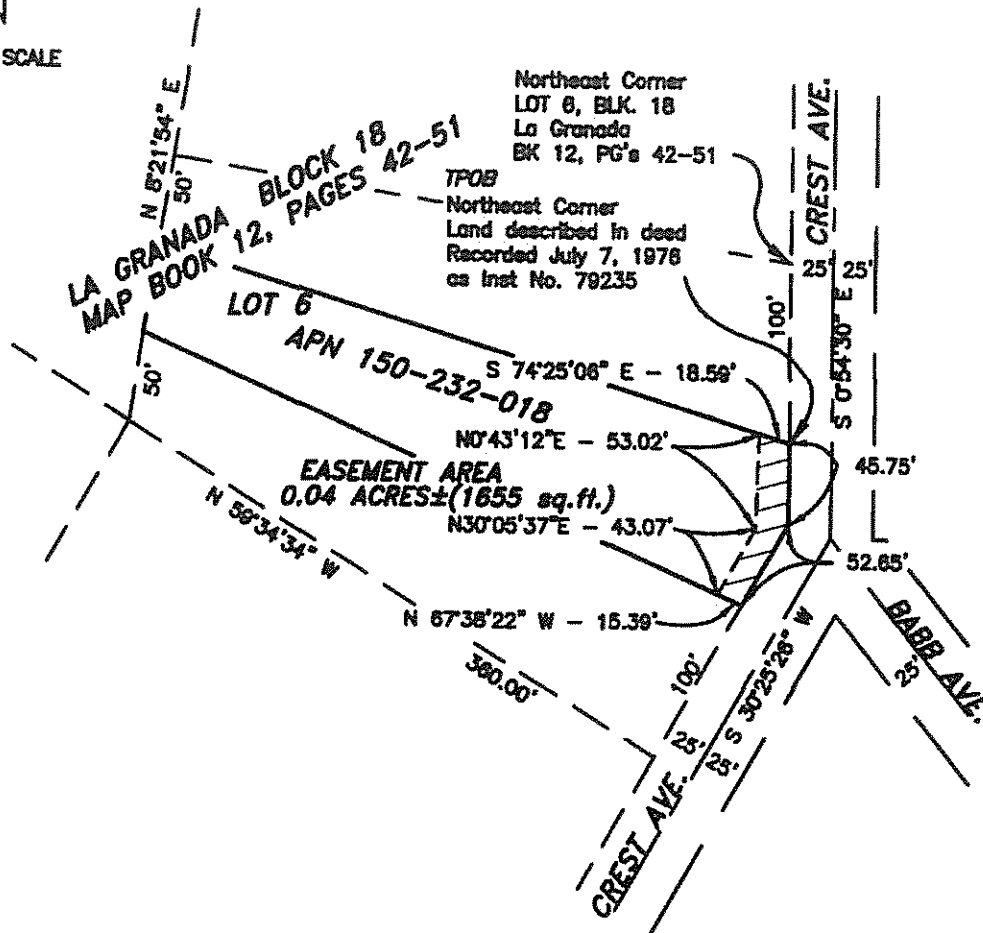 N
SCALE
N 8°21'54" E
50'
LA GRANADA BLOCK 18
MAP BOOK 12, PAGES 42-51
Northeast Corner
LOT 6, BLK. 18
La Granada
BK 12, PG's 42-51
TPOB
Northeast Corner
Land described in deed
Recorded July 7, 1976
as Inst No. 79235
CREST AVE.
25' 25'
100'
S 0°54'30" E
LOT 6
APN 150-232-018
50'
S 74°25'06" E - 18.59'
N0°43'12"E - 53.02'
45.75'
EASEMENT AREA
0.04 ACRES±(1655 sq.ft.)
N30°05'37"E - 43.07'
52.65'
N 59°34'34" W
N 67°38'22" W - 15.39'
360.00'
100'
S 30°25'26" W
25'
25'
CREST AVE.
BABB AVE.
25'